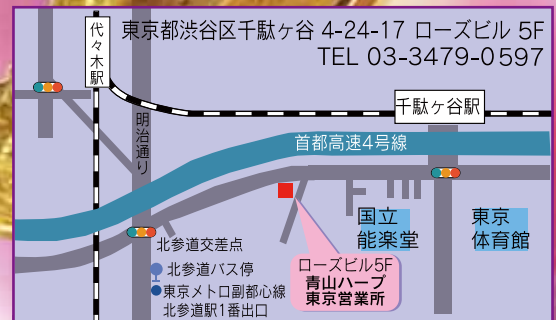 東京都渋谷区千駄ヶ谷 4-24-17 ローズビル 5F
TEL 03-3479-0597
代々木駅
千駄ヶ谷駅
明治通り
首都高速4号線
国立
能楽堂
東京
体育館
北参道交差点
北参道バス停
東京メトロ副都心線
北参道駅1番出口
ローズビル5F
青山ハープ
東京営業所